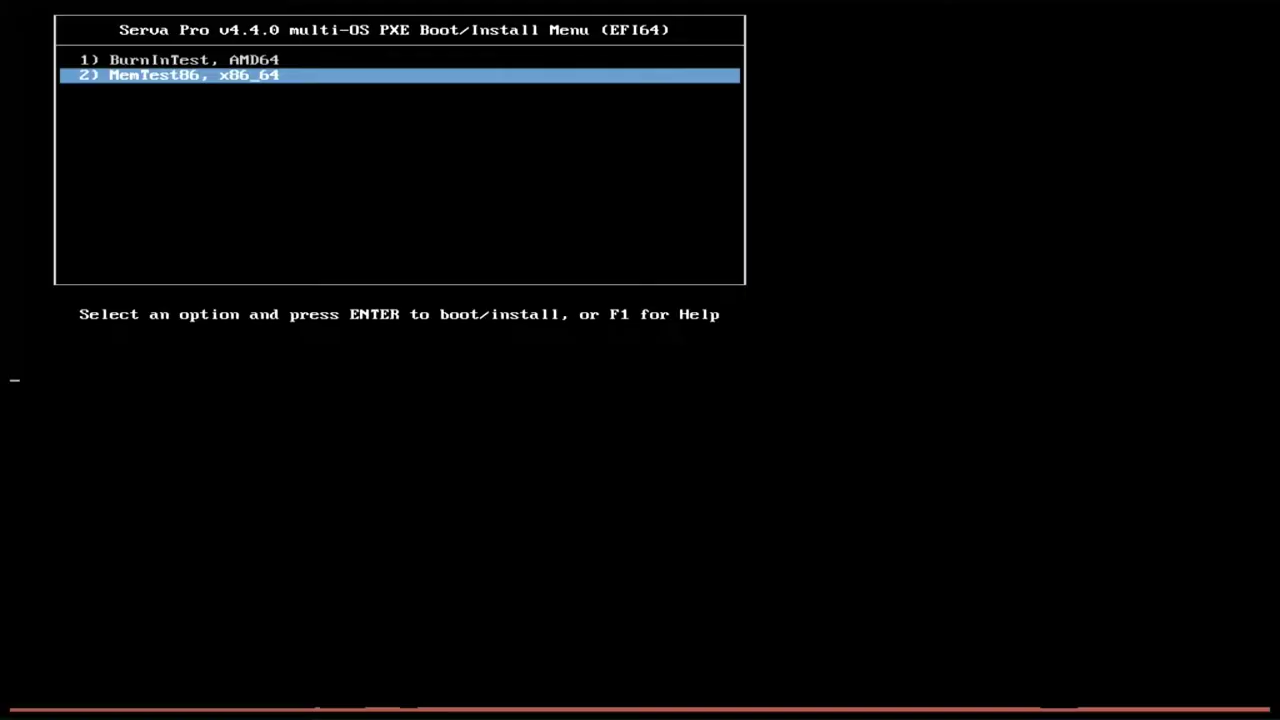 Serva Pro v4.4.0 multi-OS PXE Boot/Install Menu (EFI64)
1) BurnInTest, AMD64
2) MemTest86, x86_64
Select an option and press ENTER to boot/install, or F1 for Help